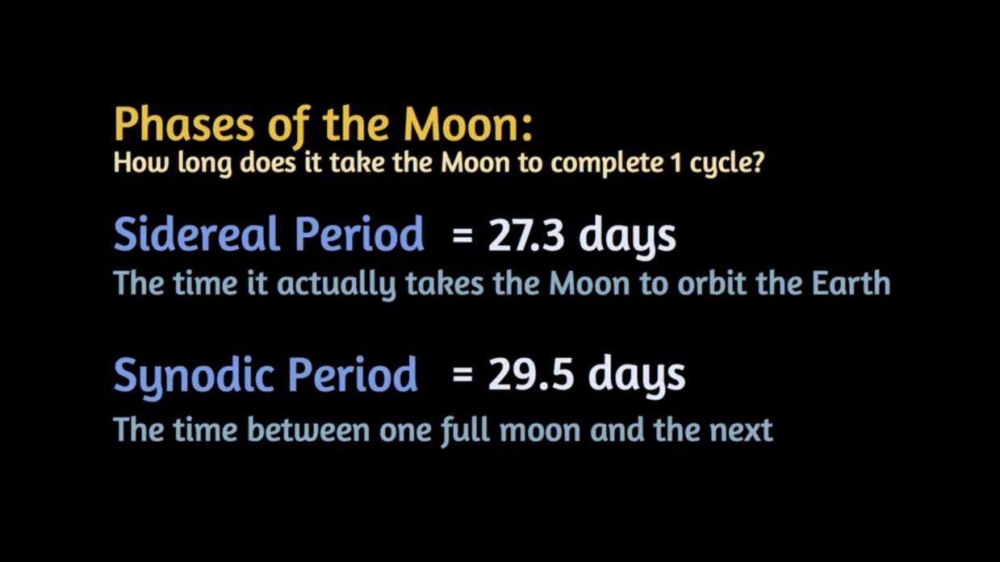 Phases of the Moon:
How long does it take the Moon to complete 1 cycle?
Sidereal Period = 27.3 days
The time it actually takes the Moon to orbit the Earth
Synodic Period = 29.5 days
The time between one full moon and the next